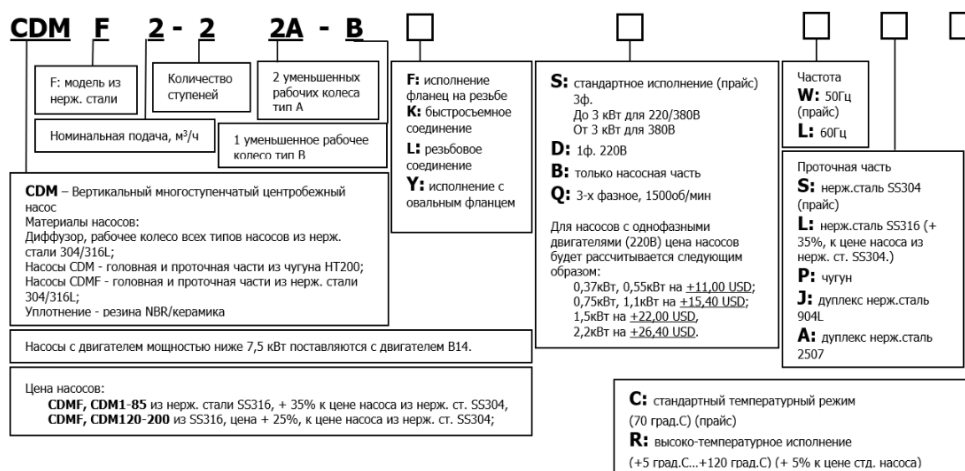 CDM F 2 - 2 2A - B
F: модель из
нерж. стали
Количество
ступеней
2 уменьшенных
рабочих колеса
тип А
Номинальная подача, м³/ч
1 уменьшенное рабочее
колесо тип В
F: исполнение
фланец на резьбе
K: быстросъемное
соединение
L: резьбовое
соединение
Y: исполнение с
овальным фланцем
S: стандартное исполнение (прайс)
3ф.
До 3 кВт для 220/380В
От 3 кВт для 380В
D: 1ф. 220В
B: только насосная часть
Q: 3-х фазное, 1500об/мин
Для насосов с однофазными
двигателями (220В) цена насосов
будет рассчитывается следующим
образом:
0,37кВт, 0,55кВт на +11,00 USD;
0,75кВт, 1,1кВт на +15,40 USD;
1,5кВт на +22,00 USD,
2,2кВт на +26,40 USD.
Частота
W: 50Гц
(прайс)
L: 60Гц
Проточная часть
S: нерж.сталь SS304
(прайс)
L: нерж.сталь SS316 (+
35%, к цене насоса из
нерж. ст. SS304.)
P: чугун
J: дуплекс нерж.сталь
904L
A: дуплекс нерж.сталь
2507
CDM – Вертикальный многоступенчатый центробежный
насос
Материалы насосов:
Диффузор, рабочее колесо всех типов насосов из нерж.
стали 304/316L;
Насосы CDM - головная и проточная части из чугуна HT200;
Насосы CDMF - головная и проточная части из нерж. стали
304/316L;
Уплотнение - резина NBR/керамика
Насосы с двигателем мощностью ниже 7,5 кВт поставляются с двигателем В14.
Цена насосов:
CDMF, CDM1-85 из нерж. стали SS316, + 35% к цене насоса из нерж. ст. SS304,
CDMF, CDM120-200 из SS316, цена + 25%, к цене насоса из нерж. ст. SS304;
C: стандартный температурный режим
(70 град.С) (прайс)
R: высоко-температурное исполнение
(+5 град.С...+120 град.С) (+ 5% к цене стд. насоса)